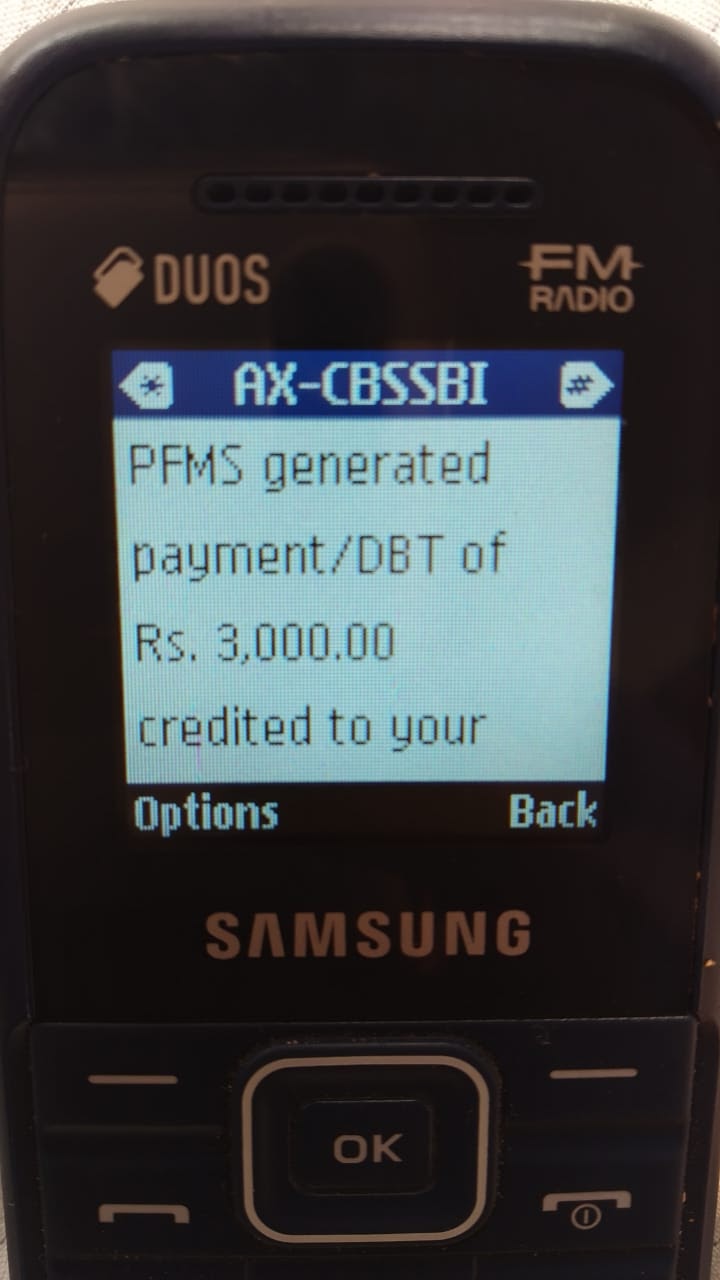 DUOS
FM
RADIO
AX-CBSSBI
PFMS generated
payment/DBT of
Rs. 3,000.00
credited to your
Options Back
SAMSUNG
OK